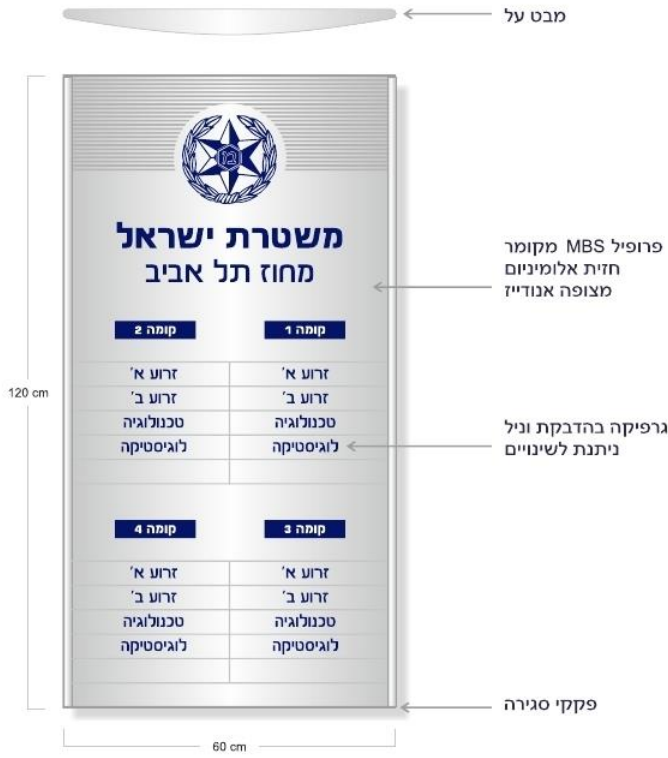 מבט על
משטרת ישראל
מחוז תל אביב
פרופיל MBS מקומר
חזית אלומיניום
מצופה אנודייז
קומה 1
זרוע א'
זרוע ב'
טכנולוגיה
לוגיסטיקה
קומה 2
זרוע א'
זרוע ב'
טכנולוגיה
לוגיסטיקה
120 cm
גרפיקה בהדבקת וניל
ניתנת לשינויים
קומה 3
זרוע א'
זרוע ב'
טכנולוגיה
לוגיסטיקה
קומה 4
זרוע א'
זרוע ב'
טכנולוגיה
לוגיסטיקה
פקקי סגירה
60 cm